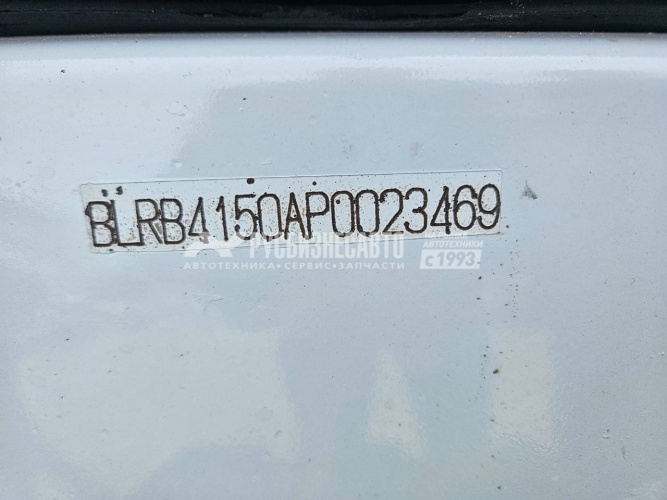 BLRB4150AP0023469
РУСБИЗНЕСАВТО
АВТОТЕХНИКА • СЕРВИС • ЗАПЧАСТИ
АВТОТЕХНИКИ
с 1993